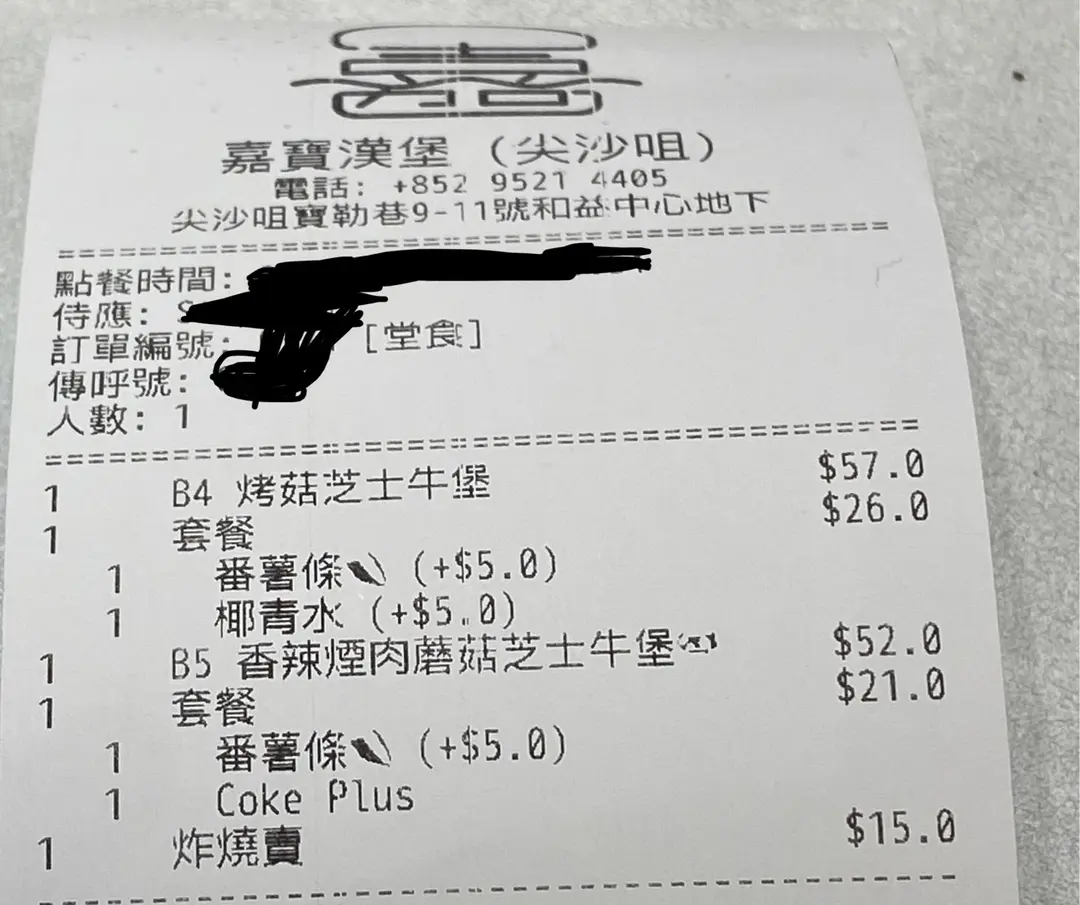 嘉寶漢堡 (尖沙咀)
電話: +852 9521 4405
尖沙咀寶勒巷9-11號和益中心地下
點餐時間:
侍應:
訂單編號: [堂食]
傳呼號:
人數: 1
1 B4 烤菇芝士牛堡 $57.0
1 套餐 $26.0
1 番薯條🍠 (+$5.0)
1 椰青水 (+$5.0)
1 B5 香辣煙肉蘑菇芝士牛堡 $52.0
1 套餐 $21.0
1 番薯條🍠 (+$5.0)
1 Coke Plus
1 炸燒賣 $15.0